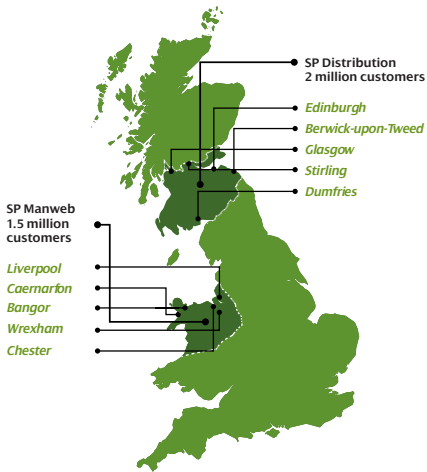 SP Distribution
2 million customers
Edinburgh
Berwick-upon-Tweed
Glasgow
Stirling
Dumfries
SP Manweb
1.5 million
customers
Liverpool
Caernarfon
Bangor
Wrexham
Chester